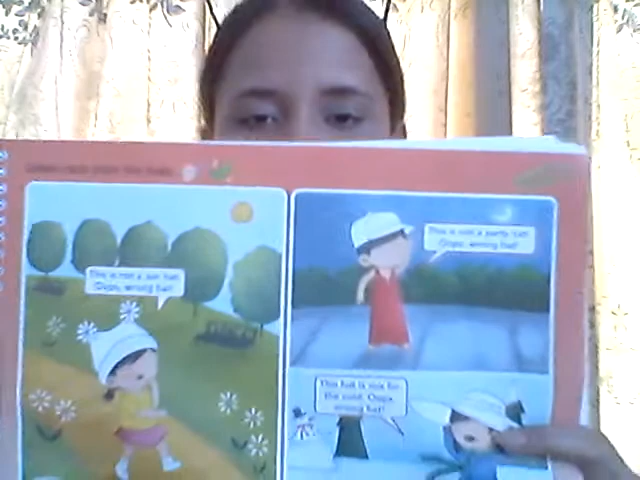 This is not a sun hat!
Oops, wrong hat!
This is not a party hat!
Oops, wrong hat!
This hat is not for
the cold. Oops,
wrong hat!